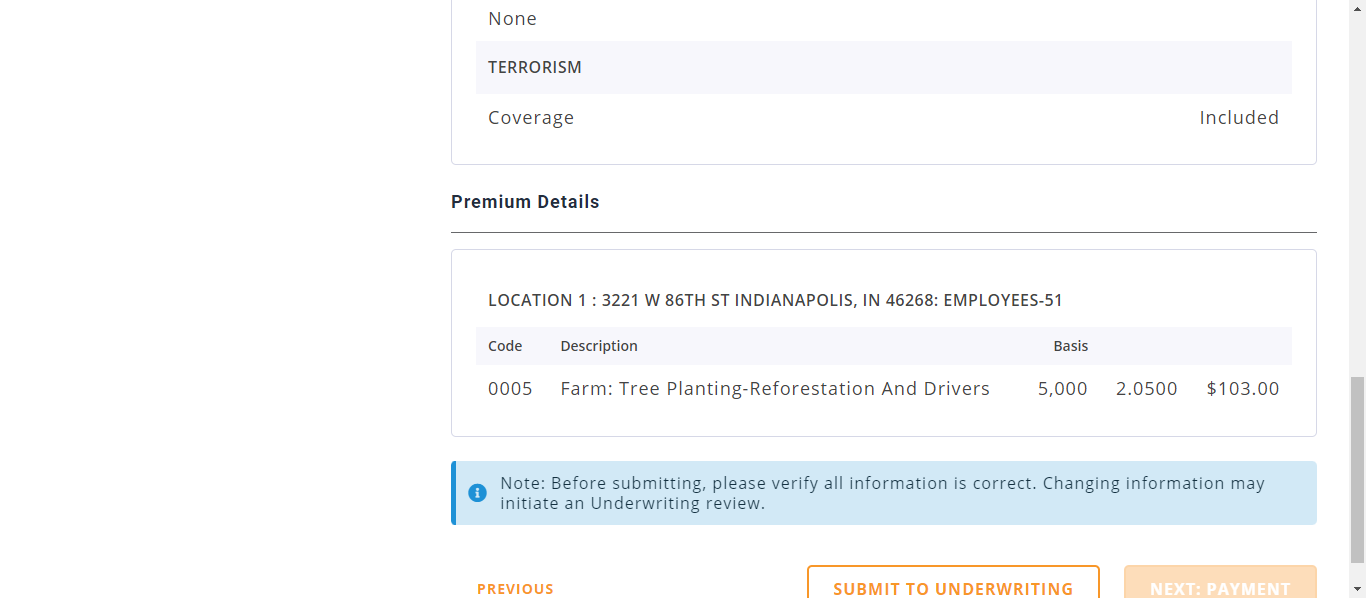 None
TERRORISM
Coverage Included
Premium Details
LOCATION 1 : 3221 W 86TH ST INDIANAPOLIS, IN 46268: EMPLOYEES-51
Code Description Basis
0005 Farm: Tree Planting-Reforestation And Drivers 5,000 2.0500 $103.00
Note: Before submitting, please verify all information is correct. Changing information may
initiate an Underwriting review.
PREVIOUS SUBMIT TO UNDERWRITING NEXT: PAYMENT